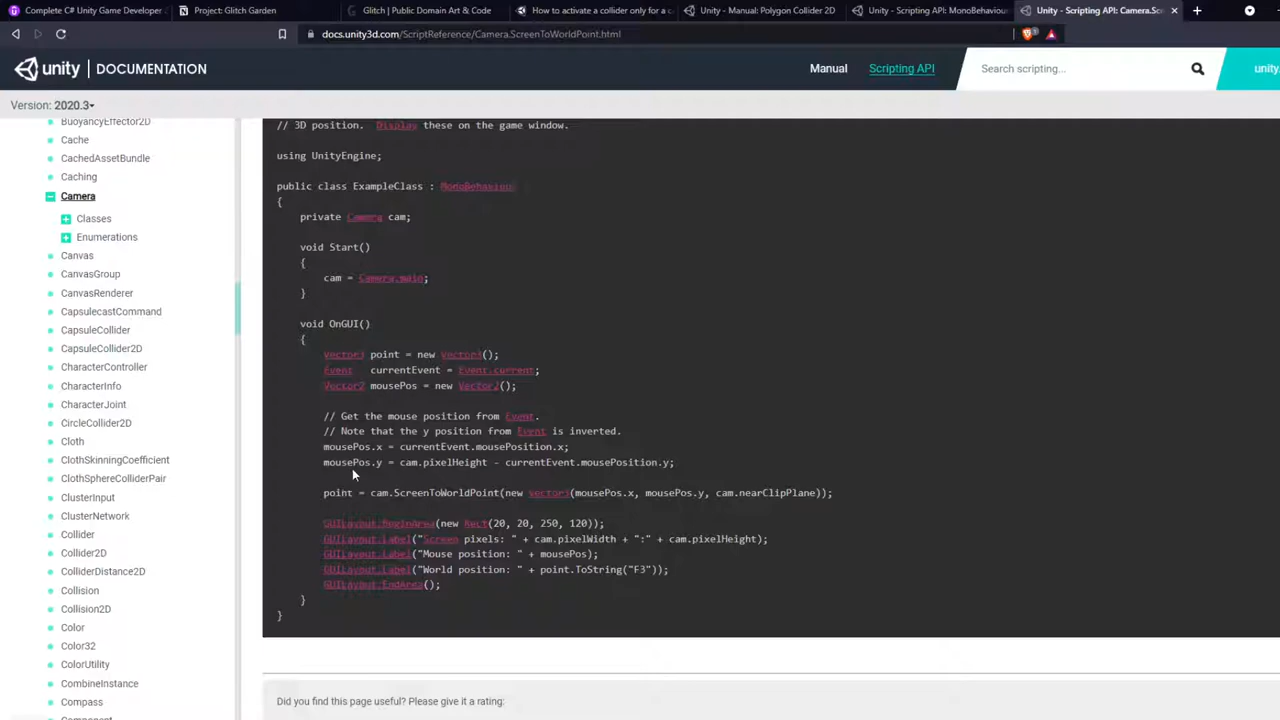 Complete C# Unity Game Developer
Project: Glitch Garden
Glitch | Public Domain Art & Code
How to activate a collider only for a c
Unity - Manual: Polygon Collider 2D
Unity - Scripting API: MonoBehaviour
Unity - Scripting API: Camera.Scr
docs.unity3d.com/ScriptReference/Camera.ScreenToWorldPoint.html
unity | DOCUMENTATION
Manual
Scripting API
Search scripting...
unity.
Version: 2020.3
BuoyancyEffector2D
Cache
CachedAssetBundle
Caching
Camera
Classes
Enumerations
Canvas
CanvasGroup
CanvasRenderer
CapsulecastCommand
CapsuleCollider
CapsuleCollider2D
CharacterController
CharacterInfo
CharacterJoint
CircleCollider2D
Cloth
ClothSkinningCoefficient
ClothSphereColliderPair
ClusterInput
ClusterNetwork
Collider
Collider2D
ColliderDistance2D
Collision
Collision2D
Color
Color32
ColorUtility
CombineInstance
Compass
Component
// 3D position.  Display these on the game window.
using UnityEngine;
public class ExampleClass : MonoBehaviour
{
private Camera cam;
void Start()
{
cam = Camera.main;
}
void OnGUI()
{
Vector3 point = new Vector3();
Event   currentEvent = Event.current;
Vector2 mousePos = new Vector2();
// Get the mouse position from Event.
// Note that the y position from Event is inverted.
mousePos.x = currentEvent.mousePosition.x;
mousePos.y = cam.pixelHeight - currentEvent.mousePosition.y;
point = cam.ScreenToWorldPoint(new Vector3(mousePos.x, mousePos.y, cam.nearClipPlane));
GUILayout.BeginArea(new Rect(20, 20, 250, 120));
GUILayout.Label("Screen pixels: " + cam.pixelWidth + ":" + cam.pixelHeight);
GUILayout.Label("Mouse position: " + mousePos);
GUILayout.Label("World position: " + point.ToString("F3"));
GUILayout.EndArea();
}
}
Did you find this page useful? Please give it a rating: